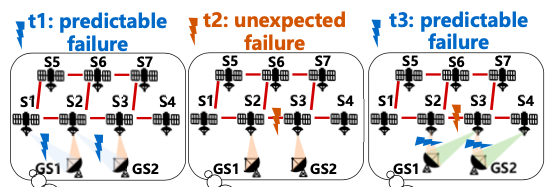 t1: predictable
failure
t2: unexpected
failure
t3: predictable
failure
S5 S6 S7
S1 S2 S3 S4
GS1 GS2
S5 S6 S7
S1 S2 S3 S4
GS1 GS2
S5 S6 S7
S1 S2 S3 S4
GS1 GS2